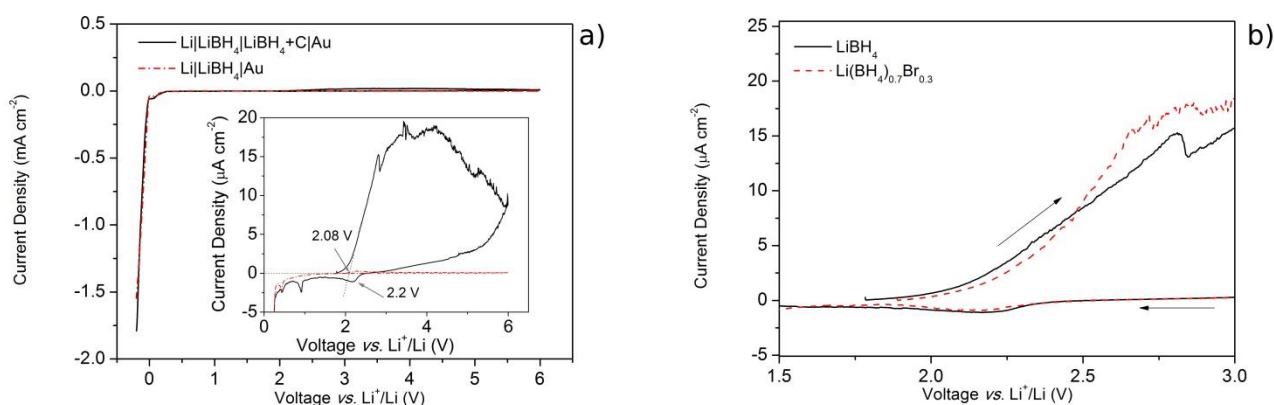 a)
Li|LiBH₄|LiBH₄+C|Au
Li|LiBH₄|Au
Current Density (mA cm⁻²)
0.5
0.0
-0.5
-1.0
-1.5
-2.0
0 1 2 3 4 5 6
Voltage vs. Li⁺/Li (V)
Current Density (μA cm⁻²)
20
15
10
5
0
-5
2.08 V
2.2 V
0 2 4 6
Voltage vs. Li⁺/Li (V)
b)
LiBH₄
Li(BH₄)₀.₇Br₀.₃
Current Density (μA cm⁻²)
25
20
15
10
5
0
-5
1.5 2.0 2.5 3.0
Voltage vs. Li⁺/Li (V)